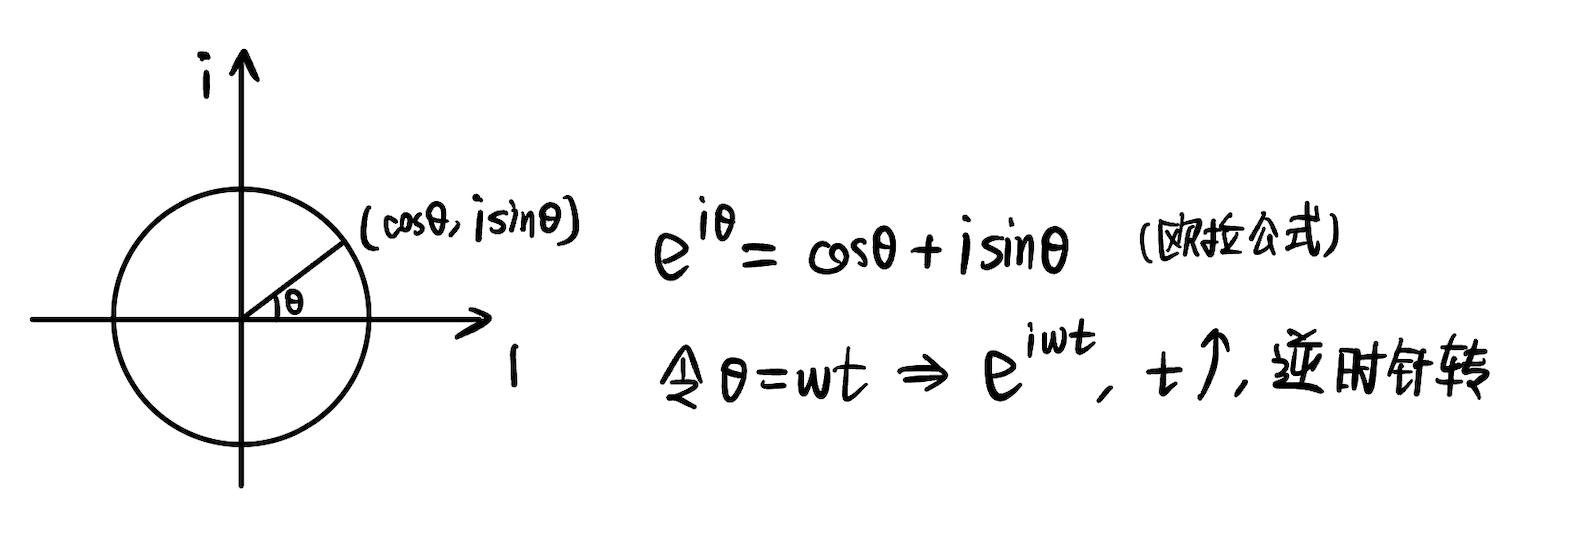 i
(cosθ, isinθ)
θ
1
e^{iθ} = cosθ + isinθ (欧拉公式)
令θ=wt ⇒ e^{iwt}, t↑, 逆时针转